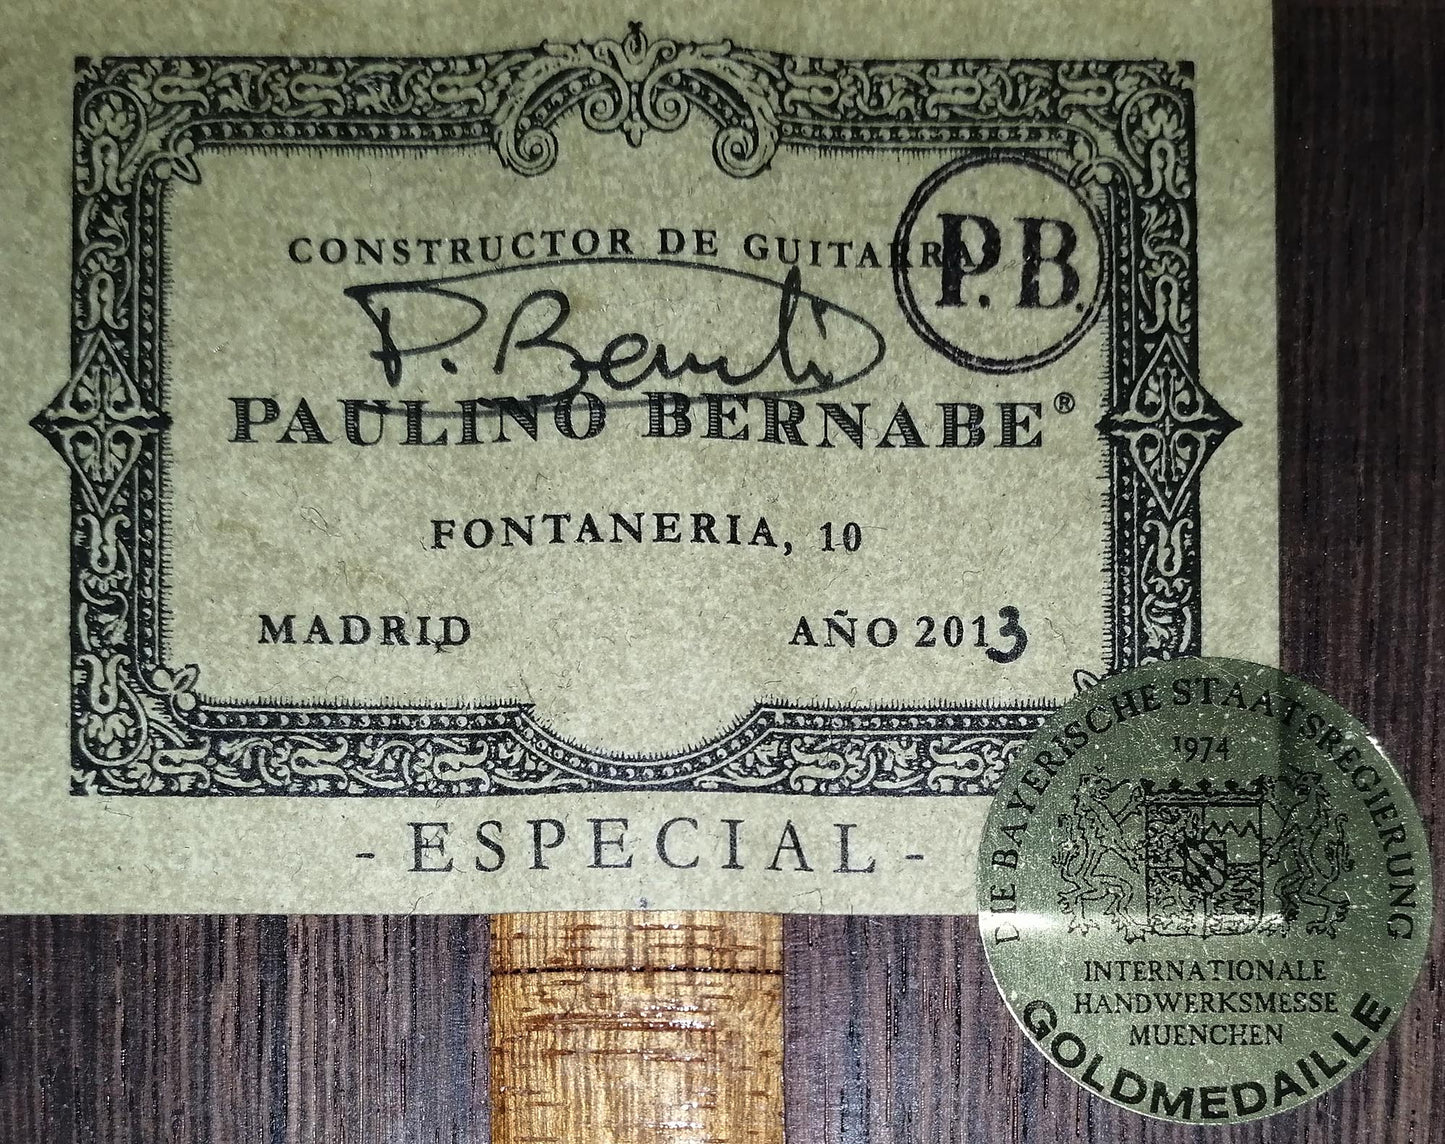 CONSTRUCTOR DE GUITARRA
P.B.
P. Bernabé
PAULINO BERNABE®
FONTANERIA, 10
MADRID
AÑO 2013
- ESPECIAL -
DIE BAYERISCHE STAATSREGIERUNG
1974
INTERNATIONALE
HANDWERKSMESSE
MUENCHEN
GOLDMEDAILLE